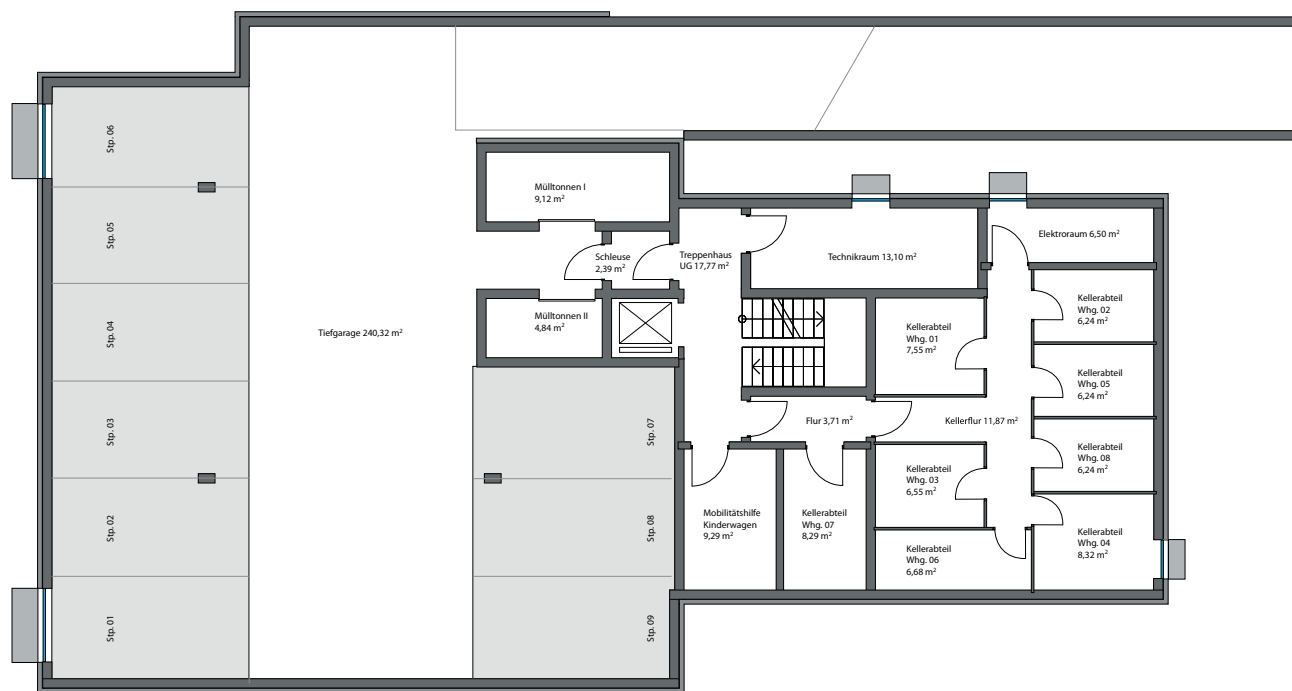 Stp. 06
Stp. 05
Stp. 04
Stp. 03
Stp. 02
Stp. 01
Tiefgarage 240,32 m²
Mülltonnen I
9,12 m²
Schleuse
2,39 m²
Mülltonnen II
4,84 m²
Treppenhaus
UG 17,77 m²
Technikraum 13,10 m²
Elektroraum 6,50 m²
Kellerabteil
Whg. 01
7,55 m²
Kellerabteil
Whg. 02
6,24 m²
Kellerabteil
Whg. 05
6,24 m²
Flur 3,71 m²
Kellerflur 11,87 m²
Kellerabteil
Whg. 08
6,24 m²
Kellerabteil
Whg. 03
6,55 m²
Kellerabteil
Whg. 04
8,32 m²
Kellerabteil
Whg. 06
6,68 m²
Mobilitätshilfe
Kinderwagen
9,29 m²
Kellerabteil
Whg. 07
8,29 m²
Stp. 07
Stp. 08
Stp. 09